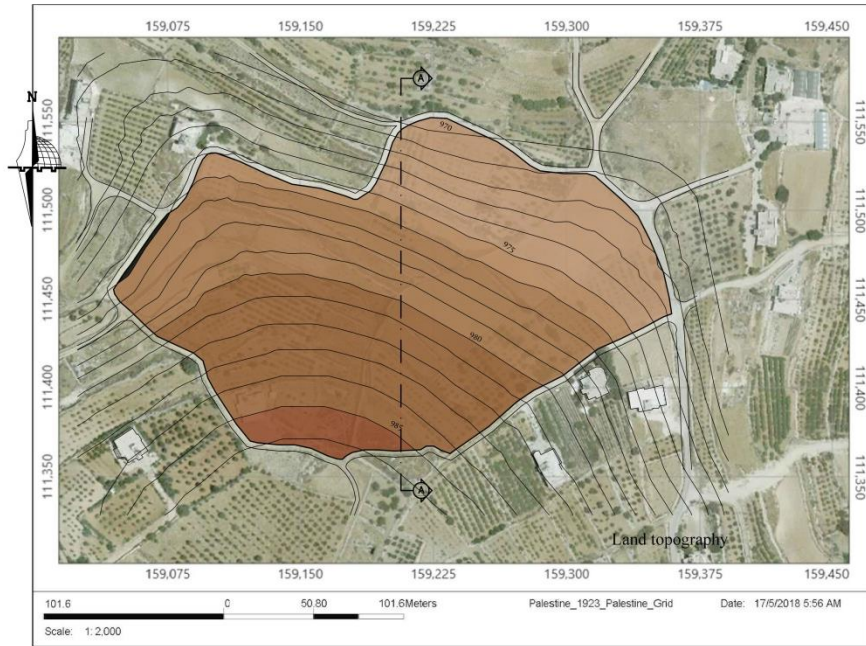 159,075 159,150 159,225 159,300 159,375 159,450
A
N
111,550 111,550
970
111,500 111,500
975
111,450 111,450
980
111,400 111,400
985
111,350 111,350
A
Land topography
159,075 159,150 159,225 159,300 159,375 159,450
101.6 0 50.80 101.6Meters Palestine_1923_Palestine_Grid Date: 17/5/2018 5:56 AM
Scale: 1: 2,000